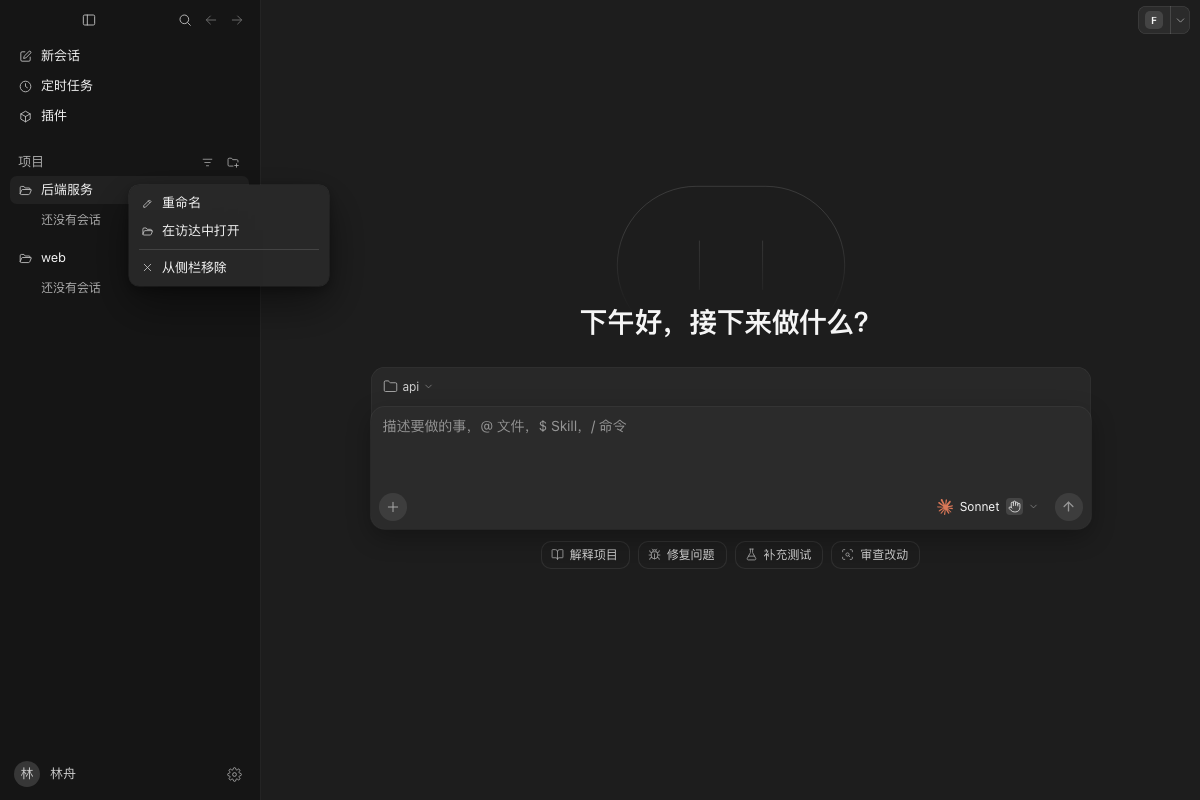 F
新会话
定时任务
插件
项目
后端服务
还没有会话
web
还没有会话
重命名
在访达中打开
从侧栏移除
下午好，接下来做什么?
api
描述要做的事，@ 文件，$ Skill，/ 命令
Sonnet
解释项目
修复问题
补充测试
审查改动
林 林舟